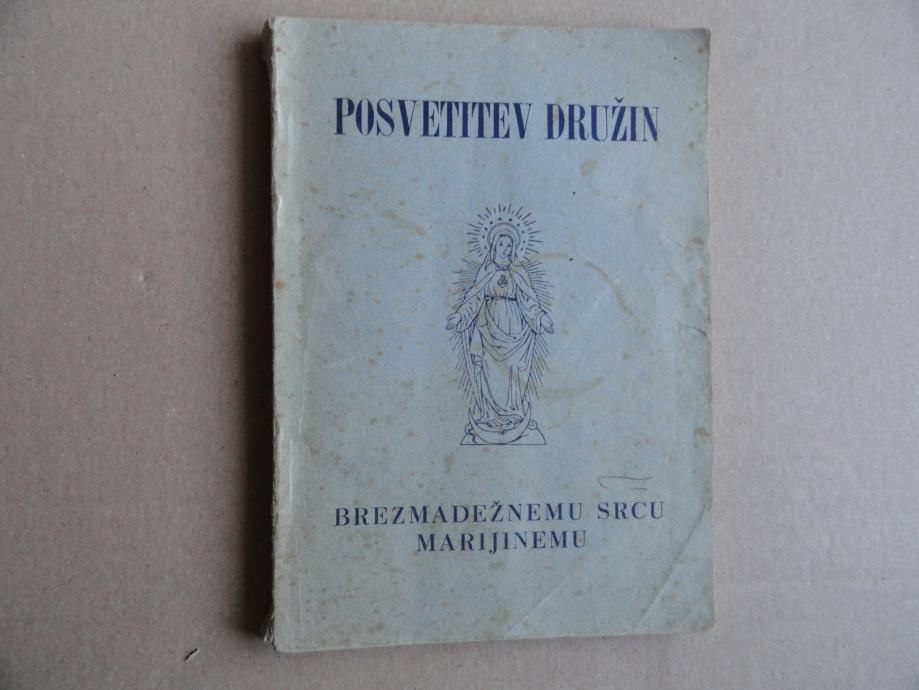 POSVETITEV DRUŽIN
BREZMADEŽNEMU SRCU
MARIJINEMU